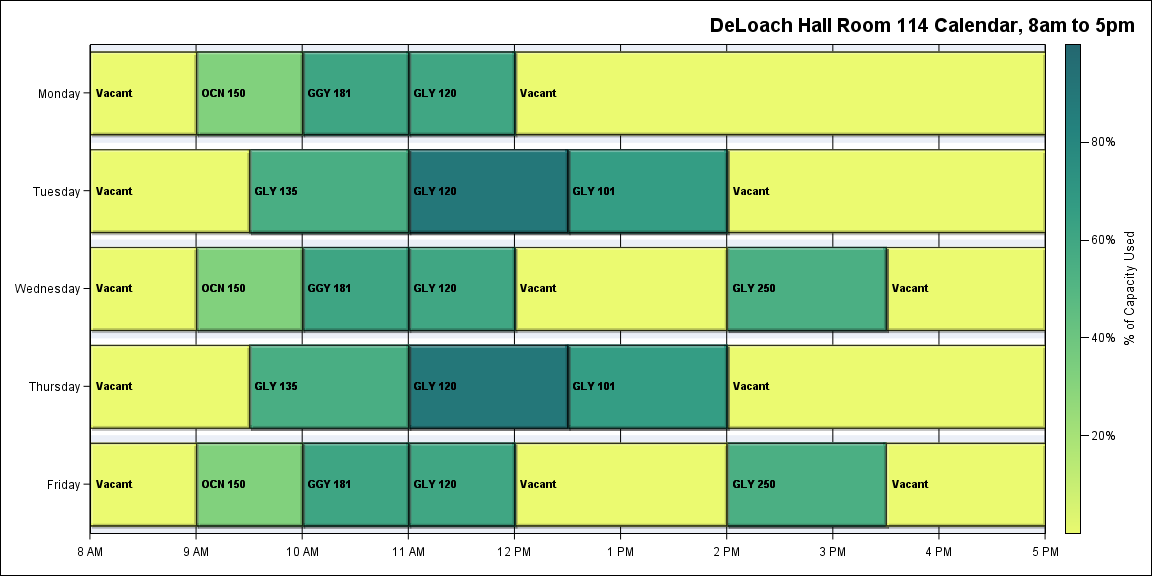 DeLoach Hall Room 114 Calendar, 8am to 5pm
Monday
Vacant
OCN 150
GGY 181
GLY 120
Vacant
Tuesday
Vacant
GLY 135
GLY 120
GLY 101
Vacant
Wednesday
Vacant
OCN 150
GGY 181
GLY 120
Vacant
GLY 250
Vacant
Thursday
Vacant
GLY 135
GLY 120
GLY 101
Vacant
Friday
Vacant
OCN 150
GGY 181
GLY 120
Vacant
GLY 250
Vacant
8 AM
9 AM
10 AM
11 AM
12 PM
1 PM
2 PM
3 PM
4 PM
5 PM
80%
60%
40%
20%
% of Capacity Used